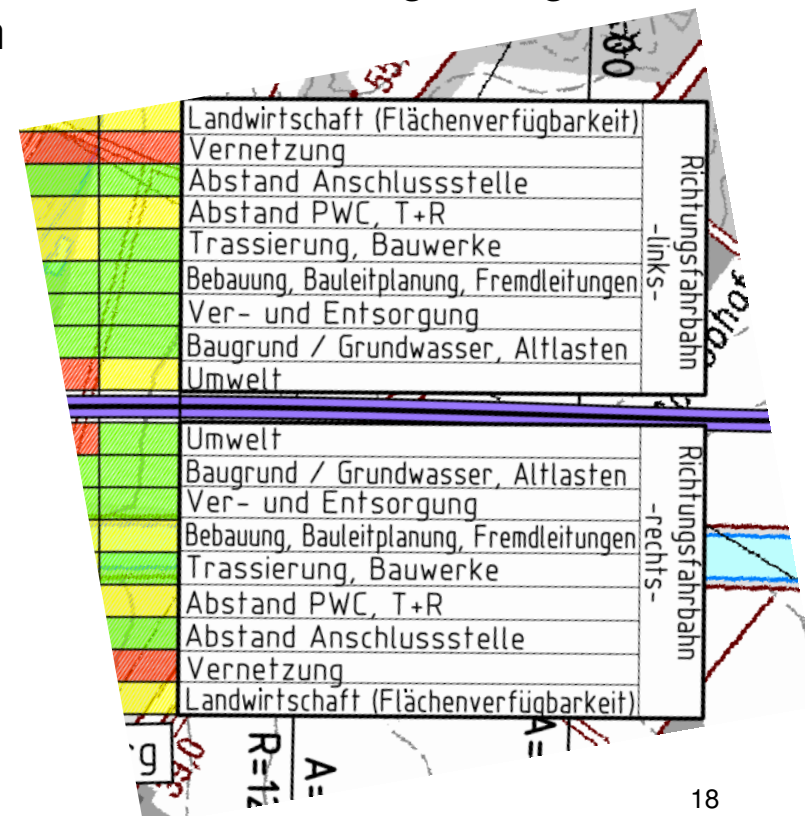 Landwirtschaft (Flächenverfügbarkeit)
Vernetzung
Abstand Anschlussstelle
Abstand PWC, T+R
Trassierung, Bauwerke
Bebauung, Bauleitplanung, Fremdleitungen
Ver- und Entsorgung
Baugrund / Grundwasser, Altlasten
Umwelt
Richtungsfahrbahn
-links-
Umwelt
Baugrund / Grundwasser, Altlasten
Ver- und Entsorgung
Bebauung, Bauleitplanung, Fremdleitungen
Trassierung, Bauwerke
Abstand PWC, T+R
Abstand Anschlussstelle
Vernetzung
Landwirtschaft (Flächenverfügbarkeit)
Richtungsfahrbahn
-rechts-
A=
A=
18